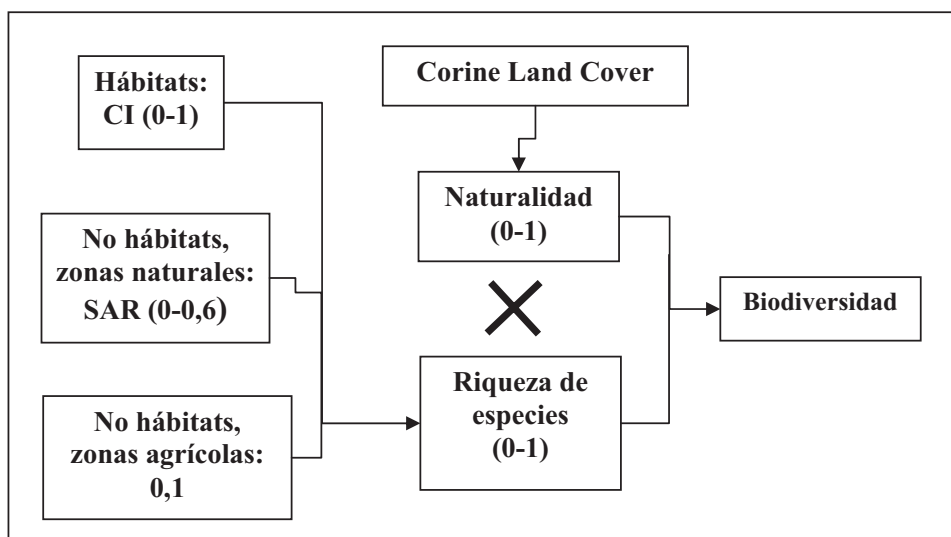 Hábitats:
CI (0-1)
No hábitats,
zonas naturales:
SAR (0-0,6)
No hábitats,
zonas agrícolas:
0,1
Corine Land Cover
Naturalidad
(0-1)
Riqueza de
especies
(0-1)
Biodiversidad